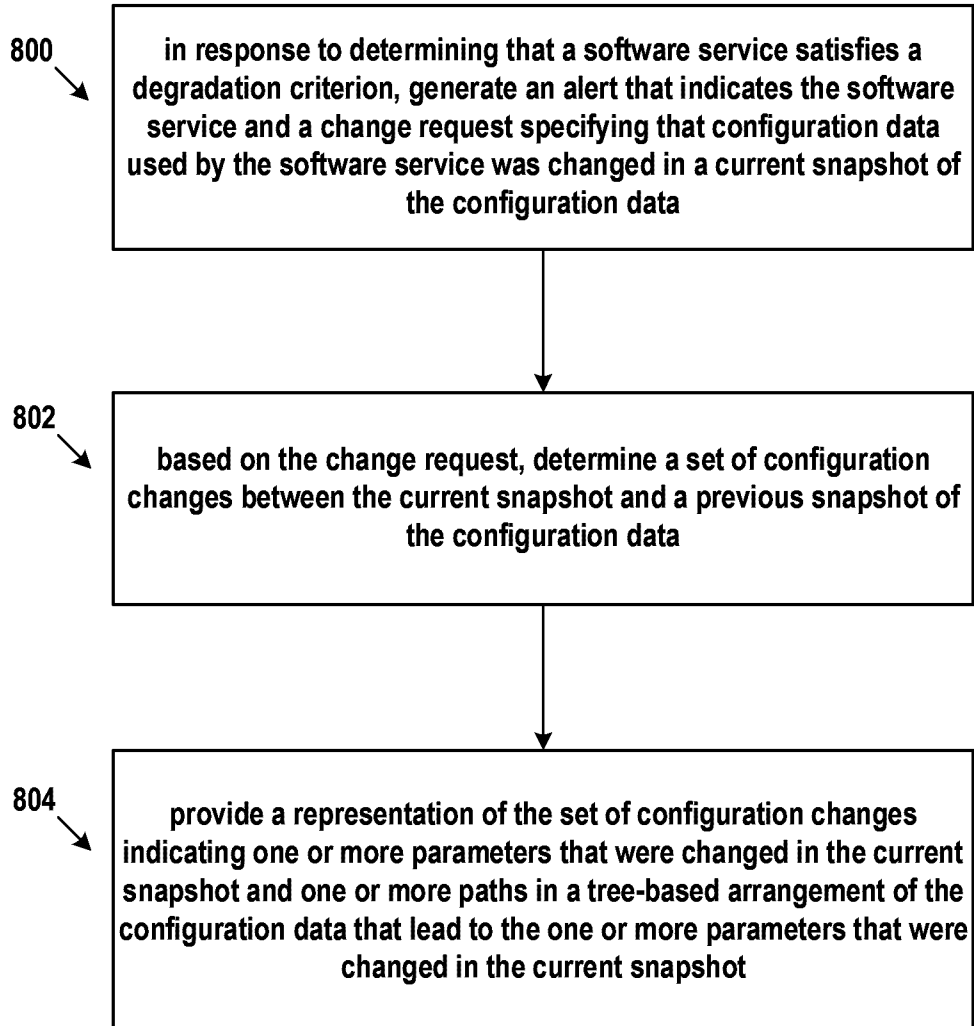 800
in response to determining that a software service satisfies a
degradation criterion, generate an alert that indicates the software
service and a change request specifying that configuration data
used by the software service was changed in a current snapshot of
the configuration data
802
based on the change request, determine a set of configuration
changes between the current snapshot and a previous snapshot of
the configuration data
804
provide a representation of the set of configuration changes
indicating one or more parameters that were changed in the current
snapshot and one or more paths in a tree-based arrangement of the
configuration data that lead to the one or more parameters that were
changed in the current snapshot